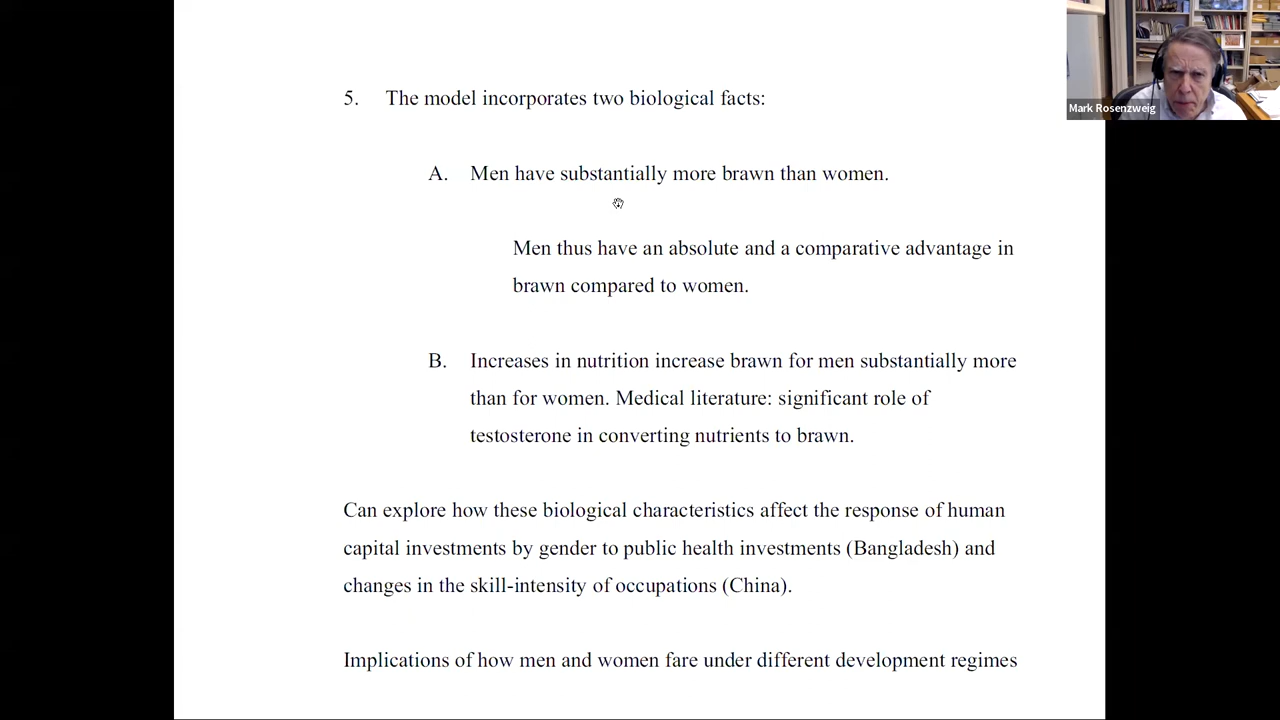 5. The model incorporates two biological facts:
A. Men have substantially more brawn than women.
Men thus have an absolute and a comparative advantage in
brawn compared to women.
B. Increases in nutrition increase brawn for men substantially more
than for women. Medical literature: significant role of
testosterone in converting nutrients to brawn.
Can explore how these biological characteristics affect the response of human
capital investments by gender to public health investments (Bangladesh) and
changes in the skill-intensity of occupations (China).
Implications of how men and women fare under different development regimes
Mark Rosenzweig